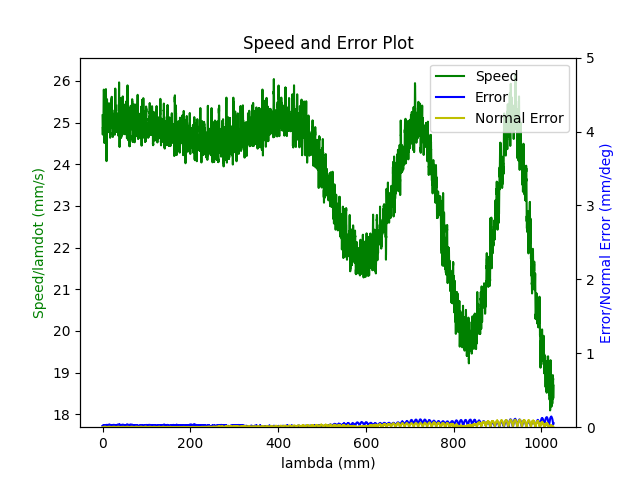 Speed and Error Plot
Speed
Error
Normal Error
26
25
24
23
22
21
20
19
18
Speed/lamdot (mm/s)
5
4
3
2
1
0
Error/Normal Error (mm/deg)
0 200 400 600 800 1000
lambda (mm)